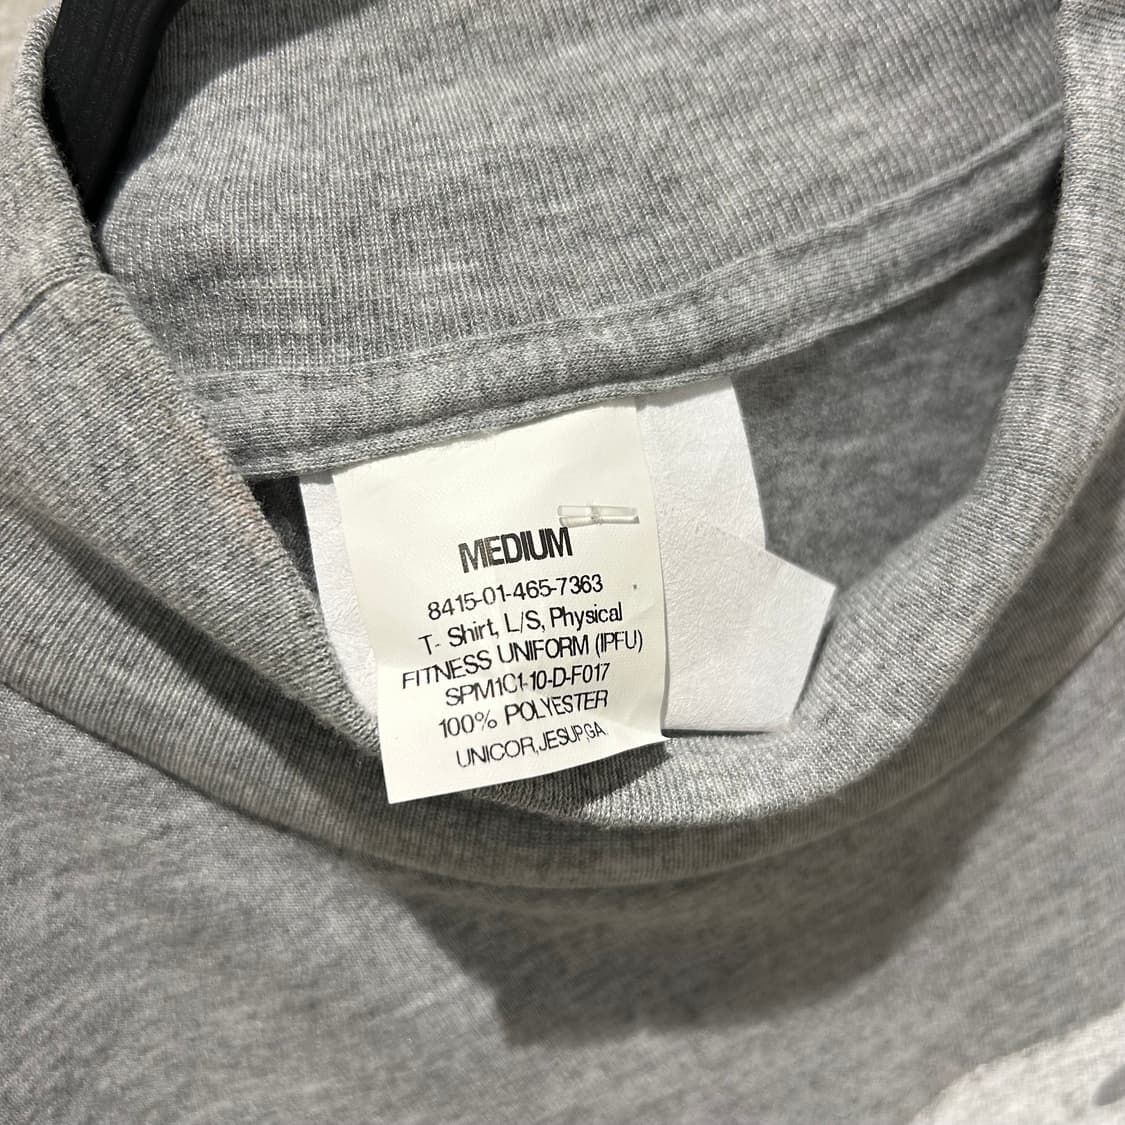 MEDIUM
8415-01-465-7363
T- Shirt, L/S, Physical
FITNESS UNIFORM (IPFU)
SPM1C1-10-D-F017
100% POLYESTER
UNICOR,JESUP,GA.